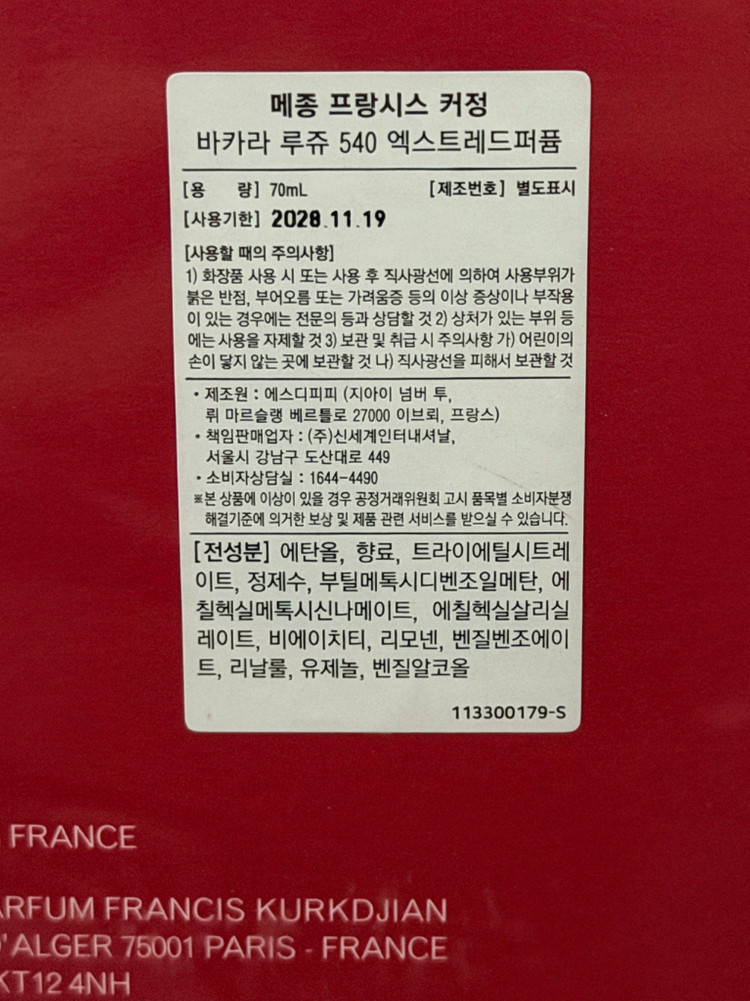 메종 프랑시스 커정
바카라 루쥬 540 엑스트레드퍼퓸
[용 량] 70mL [제조번호] 별도표시
[사용기한] 2028.11.19
[사용할 때의 주의사항]
1) 화장품 사용 시 또는 사용 후 직사광선에 의하여 사용부위가
붉은 반점, 부어오름 또는 가려움증 등의 이상 증상이나 부작용
이 있는 경우에는 전문의 등과 상담할 것 2) 상처가 있는 부위 등
에는 사용을 자제할 것 3) 보관 및 취급 시 주의사항 가) 어린이의
손이 닿지 않는 곳에 보관할 것 나) 직사광선을 피해서 보관할 것
• 제조원 : 에스디피피 (지아이 넘버 투,
뤼 마르슬랭 베르틀로 27000 이브뢰, 프랑스)
• 책임판매업자 : (주)신세계인터내셔날,
서울시 강남구 도산대로 449
• 소비자상담실 : 1644-4490
※본 상품에 이상이 있을 경우 공정거래위원회 고시 품목별 소비자분쟁
해결기준에 의거한 보상 및 제품 관련 서비스를 받으실 수 있습니다.
[전성분] 에탄올, 향료, 트라이에틸시트레
이트, 정제수, 부틸메톡시디벤조일메탄, 에
칠헥실메톡시신나메이트, 에칠헥실살리실
레이트, 비에이치티, 리모넨, 벤질벤조에이
트, 리날룰, 유제놀, 벤질알코올
113300179-S
FRANCE
ARFUM FRANCIS KURKDJIAN
D'ALGER 75001 PARIS - FRANCE
KT12 4NH